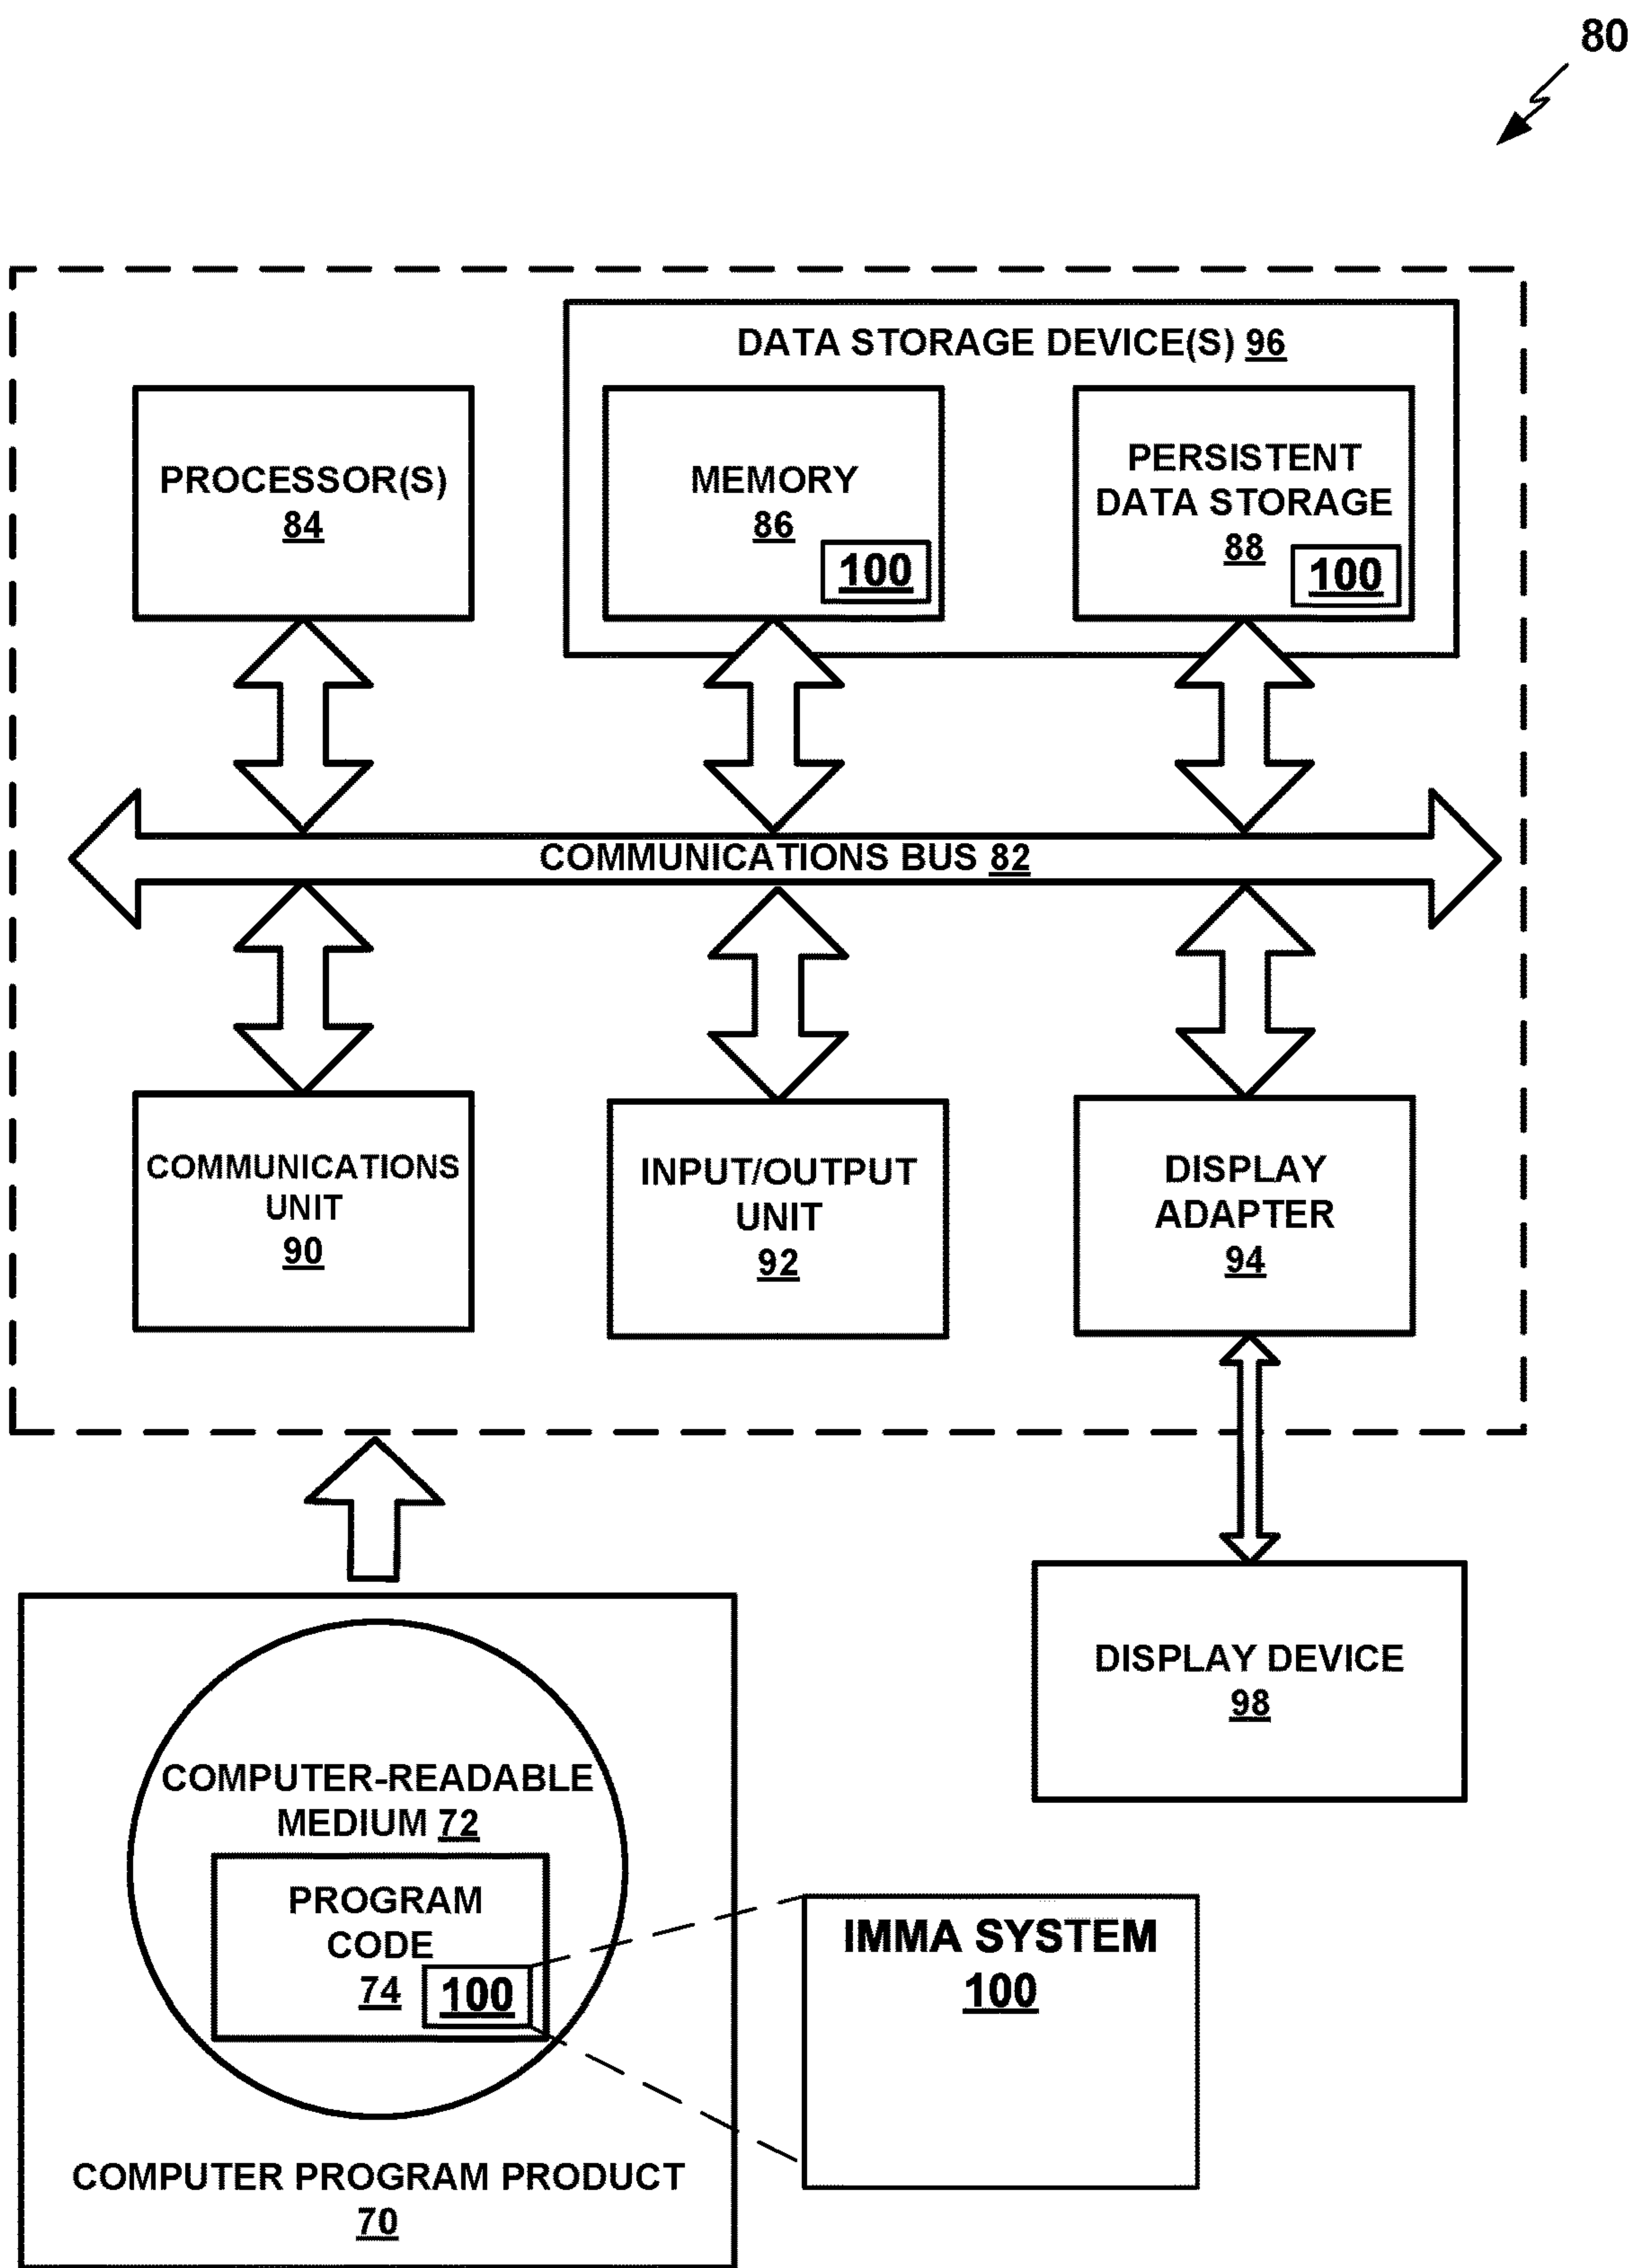 80
DATA STORAGE DEVICE(S) 96
PROCESSOR(S)
84
MEMORY
86
100
PERSISTENT
DATA STORAGE
88
100
COMMUNICATIONS BUS 82
COMMUNICATIONS
UNIT
90
INPUT/OUTPUT
UNIT
92
DISPLAY
ADAPTER
94
DISPLAY DEVICE
98
COMPUTER-READABLE
MEDIUM 72
PROGRAM
CODE
74
100
IMMA SYSTEM
100
COMPUTER PROGRAM PRODUCT
70